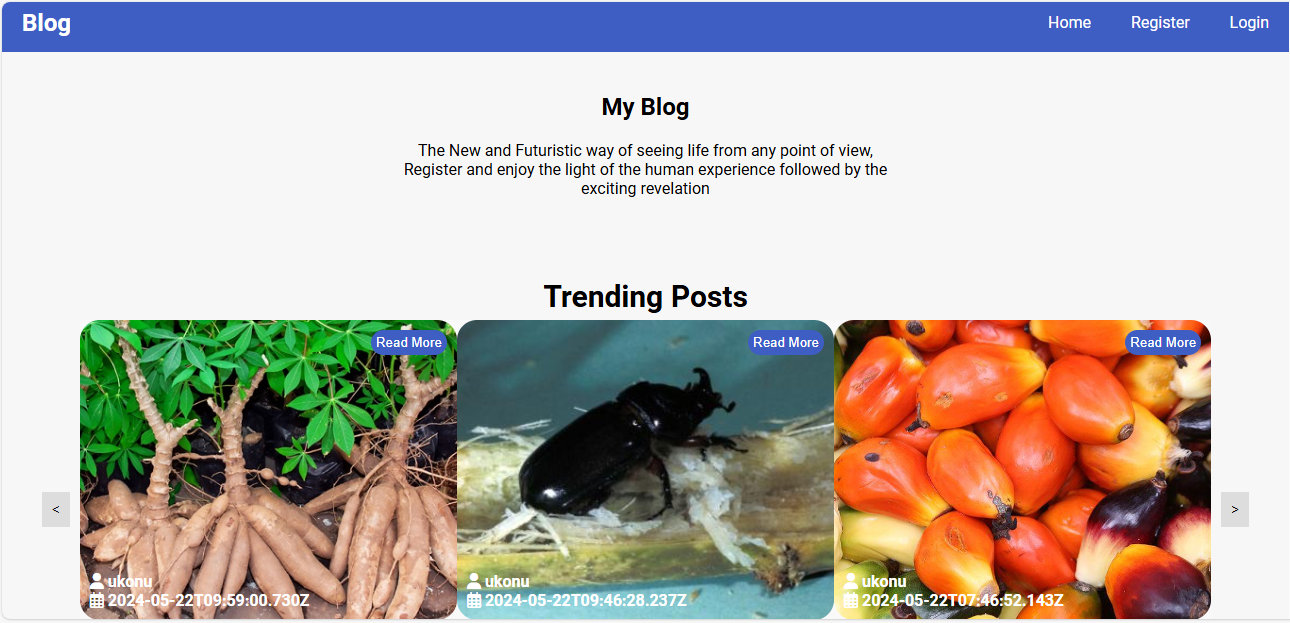 Blog
Home Register Login
My Blog
The New and Futuristic way of seeing life from any point of view,
Register and enjoy the light of the human experience followed by the
exciting revelation
Trending Posts
Read More
Read More
Read More
<
>
ukonu
2024-05-22T09:59:00.730Z
ukonu
2024-05-22T09:46:28.237Z
ukonu
2024-05-22T07:46:52.143Z